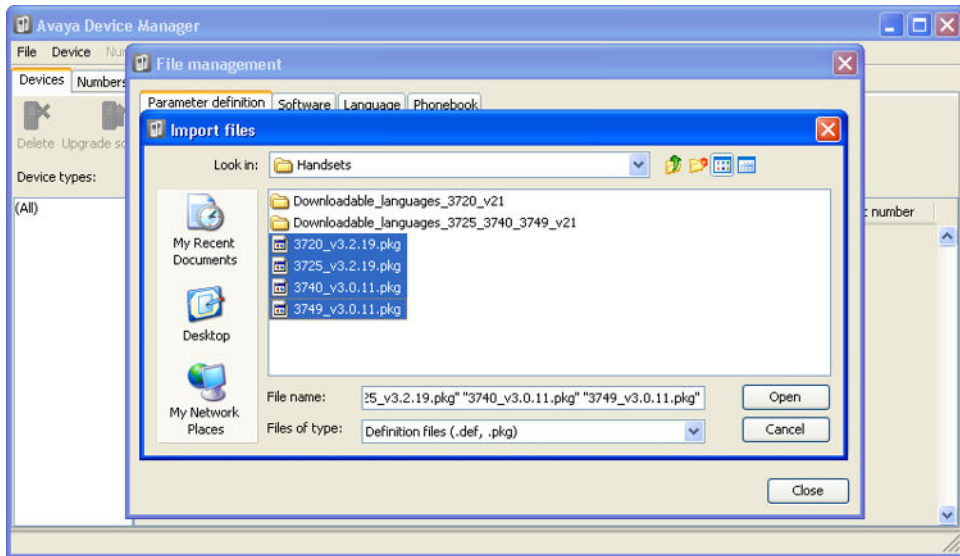 Avaya Device Manager
File Device Nur
File management
Devices Numbers
Parameter definition Software Language Phonebook
Import files
Delete Upgrade so
Look in: Handsets
Device types:
(All)
Downloadable_languages_3720_v21
Downloadable_languages_3725_3740_3749_v21
3720_v3.2.19.pkg
3725_v3.2.19.pkg
3740_v3.0.11.pkg
3749_v3.0.11.pkg
number
My Recent
Documents
Desktop
My Network
Places
File name: 25_v3.2.19.pkg" "3740_v3.0.11.pkg" "3749_v3.0.11.pkg" Open
Files of type: Definition files (.def, .pkg) Cancel
Close